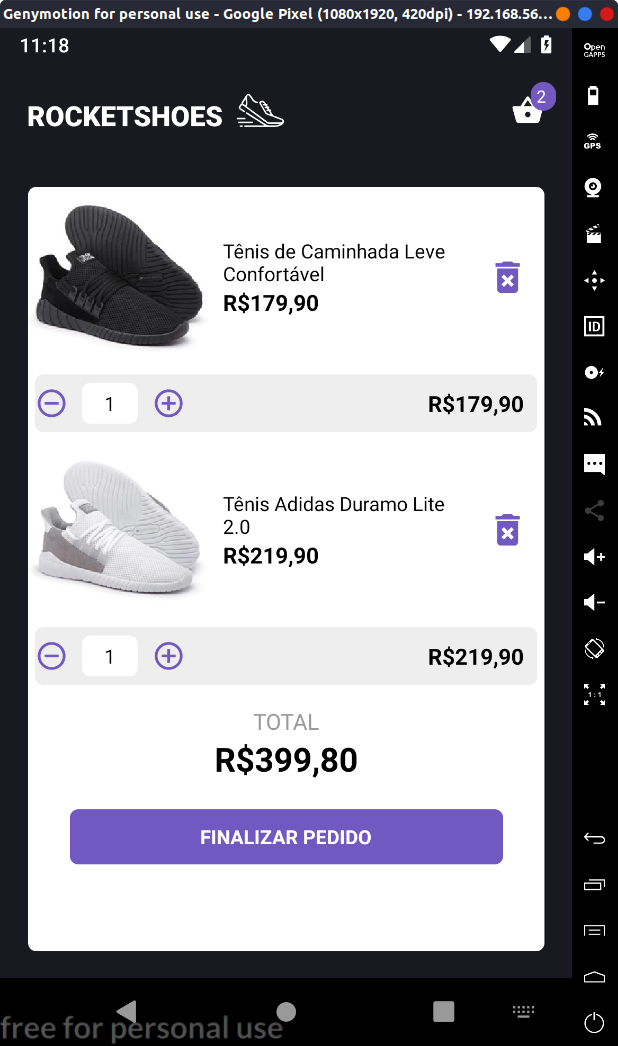 Genymotion for personal use - Google Pixel (1080x1920, 420dpi) - 192.168.56...
11:18
Open
GAPPS
ROCKETSHOES
2
GPS
Tênis de Caminhada Leve
Confortável
R$179,90
ID
1
R$179,90
Tênis Adidas Duramo Lite
2.0
R$219,90
1
R$219,90
1:1
TOTAL
R$399,80
FINALIZAR PEDIDO
free for personal use